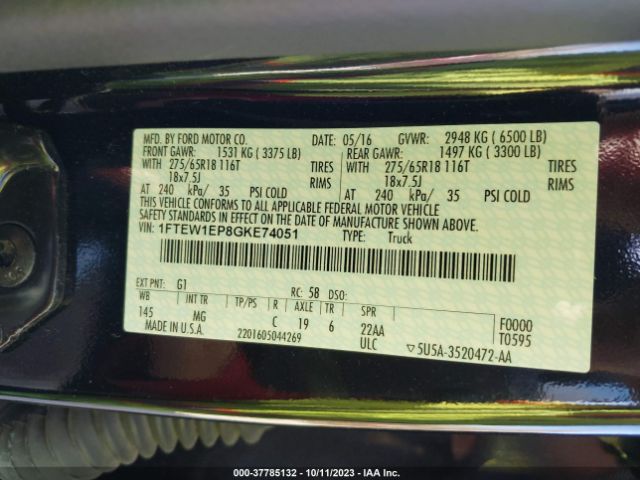 MFD. BY FORD MOTOR CO. DATE: 05/16 GVWR: 2948 KG ( 6500 LB)
FRONT GAWR: 1531 KG ( 3375 LB) REAR GAWR: 1497 KG ( 3300 LB)
WITH 275/65R18 116T TIRES WITH 275/65R18 116T TIRES
18x7.5J RIMS 18x7.5J RIMS
AT 240 kPa/ 35 PSI COLD AT 240 kPa/ 35 PSI COLD
THIS VEHICLE CONFORMS TO ALL APPLICABLE FEDERAL MOTOR VEHICLE
SAFETY STANDARDS IN EFFECT ON THE DATE OF MANUFACTURE SHOWN ABOVE.
VIN: 1FTEW1EP8GKE74051 TYPE: Truck
EXT PNT: G1 RC: 58 DSO:
WB INT TR TP/PS R AXLE TR SPR F0000
145 MG C 19 6 22AA T0595
MADE IN U.S.A. 2201605044269 ULC ▽5U5A-3520472-AA
000-37785132 - 10/11/2023 - IAA Inc.